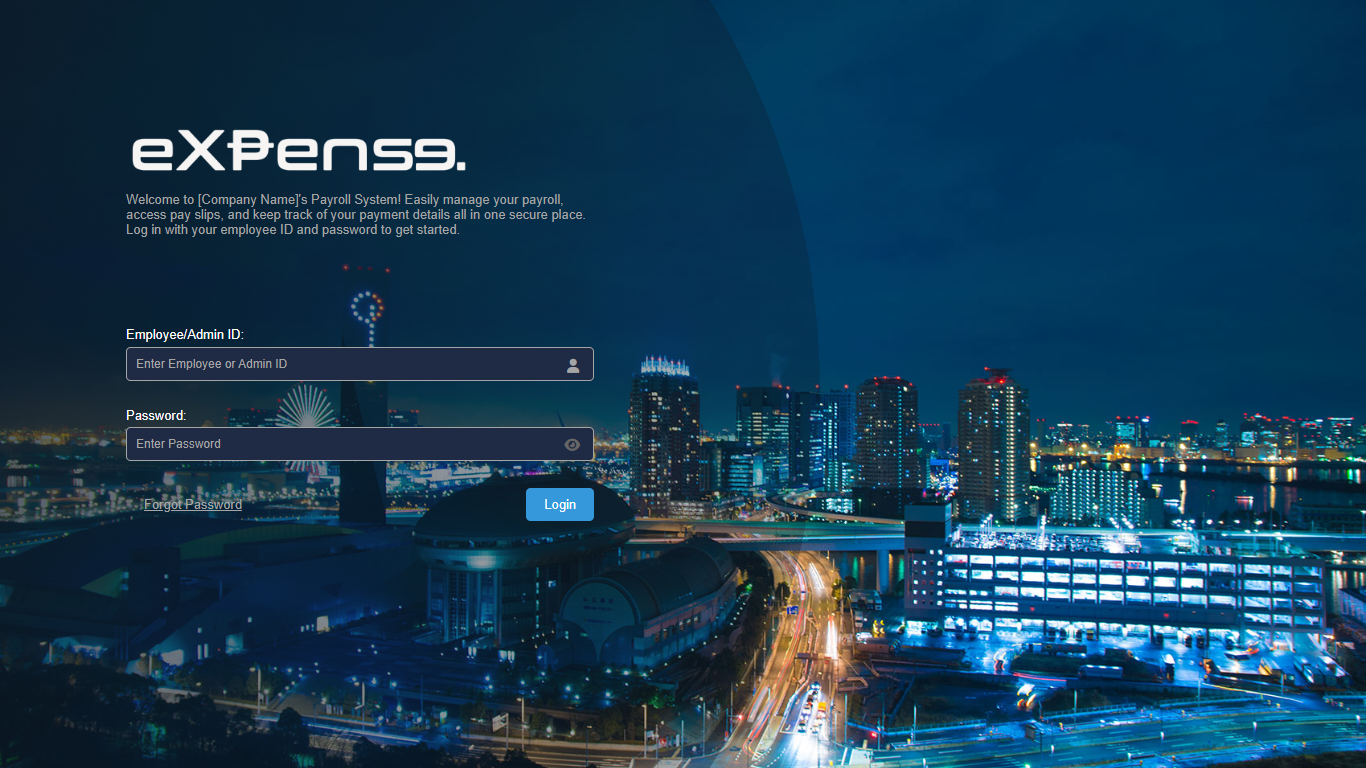 eXPense.
Welcome to [Company Name]'s Payroll System! Easily manage your payroll,
access pay slips, and keep track of your payment details all in one secure place.
Log in with your employee ID and password to get started.
Employee/Admin ID:
Enter Employee or Admin ID
Password:
Enter Password
Forgot Password
Login